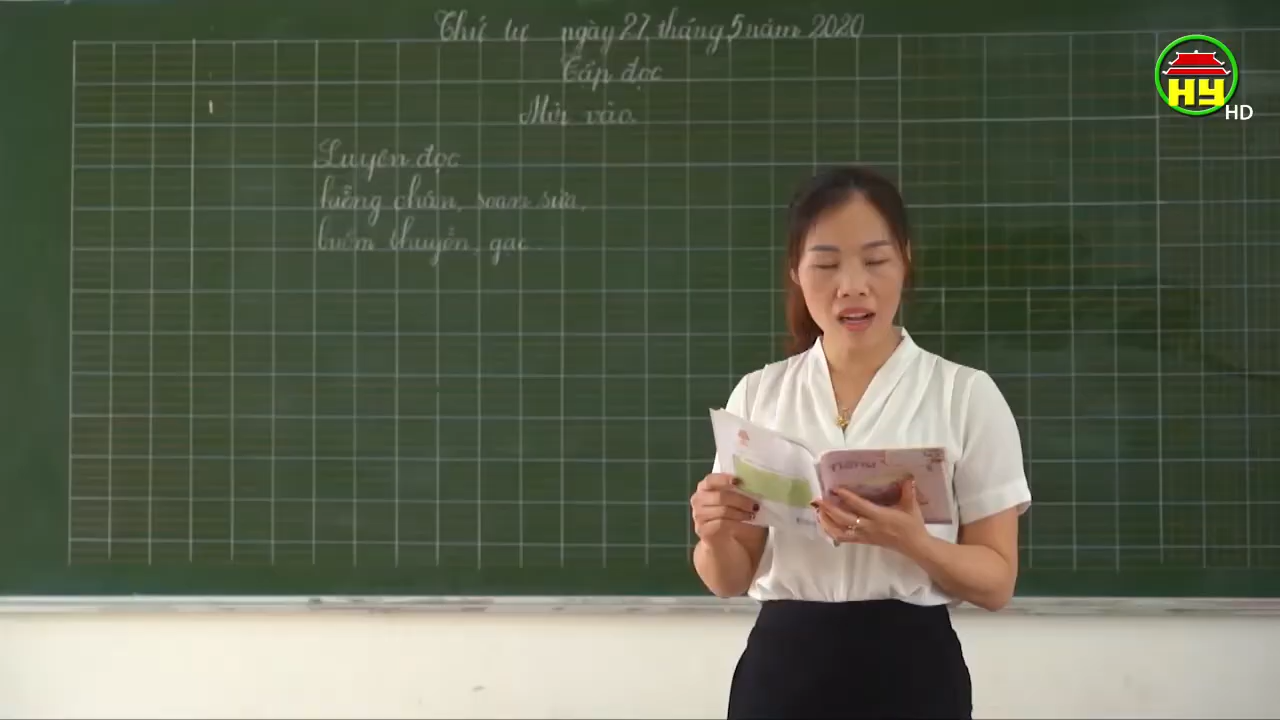 Thứ tư ngày 27 tháng 5 năm 2020
Tập đọc
Mời vào
Luyện đọc
kiễng chân, soạn sửa,
buồm thuyền, gạc
HY
HD